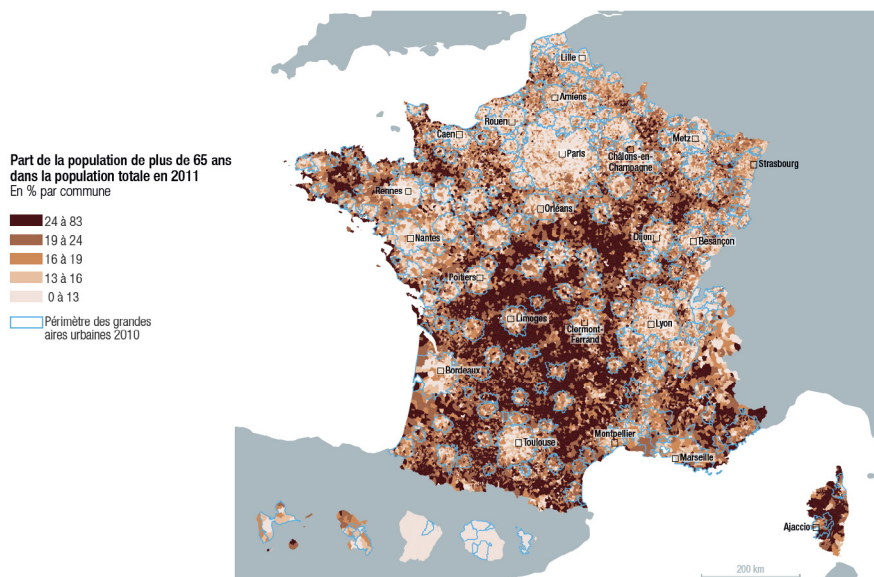 Part de la population de plus de 65 ans
dans la population totale en 2011
En % par commune
24 à 83
19 à 24
16 à 19
13 à 16
0 à 13
Périmètre des grandes
aires urbaines 2010
Lille
Amiens
Rouen
Caen
Paris
Metz
Châlons-en-
Champagne
Strasbourg
Rennes
Orléans
Nantes
Dijon
Besançon
Poitiers
Limoges
Clermont-
Ferrand
Lyon
Bordeaux
Toulouse
Montpellier
Marseille
Ajaccio
200 km